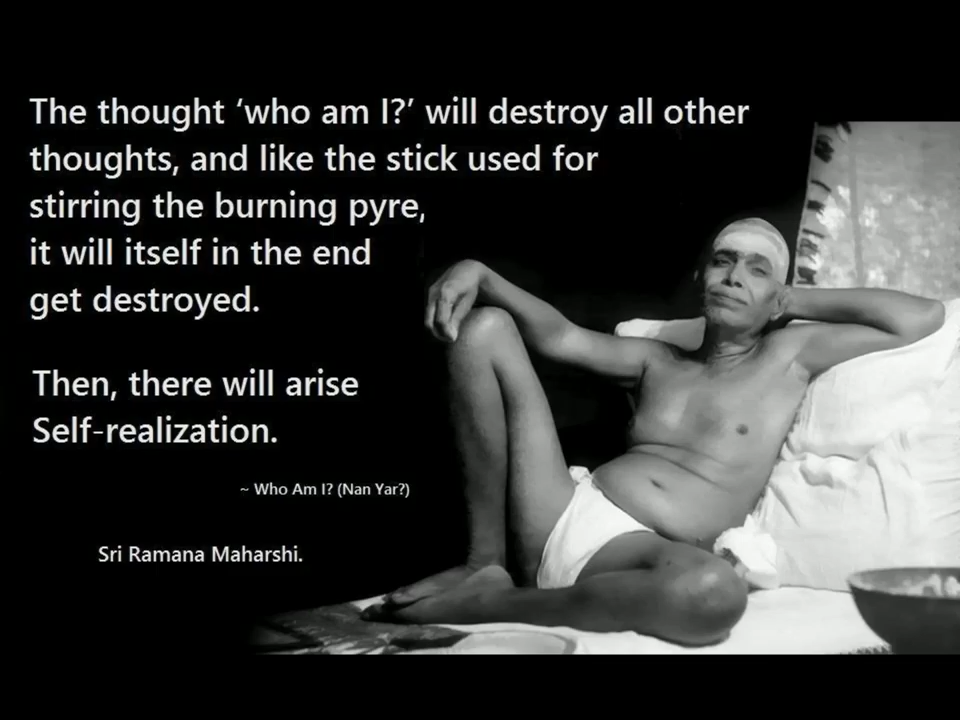 The thought ‘who am I?’ will destroy all other
thoughts, and like the stick used for
stirring the burning pyre,
it will itself in the end
get destroyed.
Then, there will arise
Self-realization.
~ Who Am I? (Nan Yar?)
Sri Ramana Maharshi.